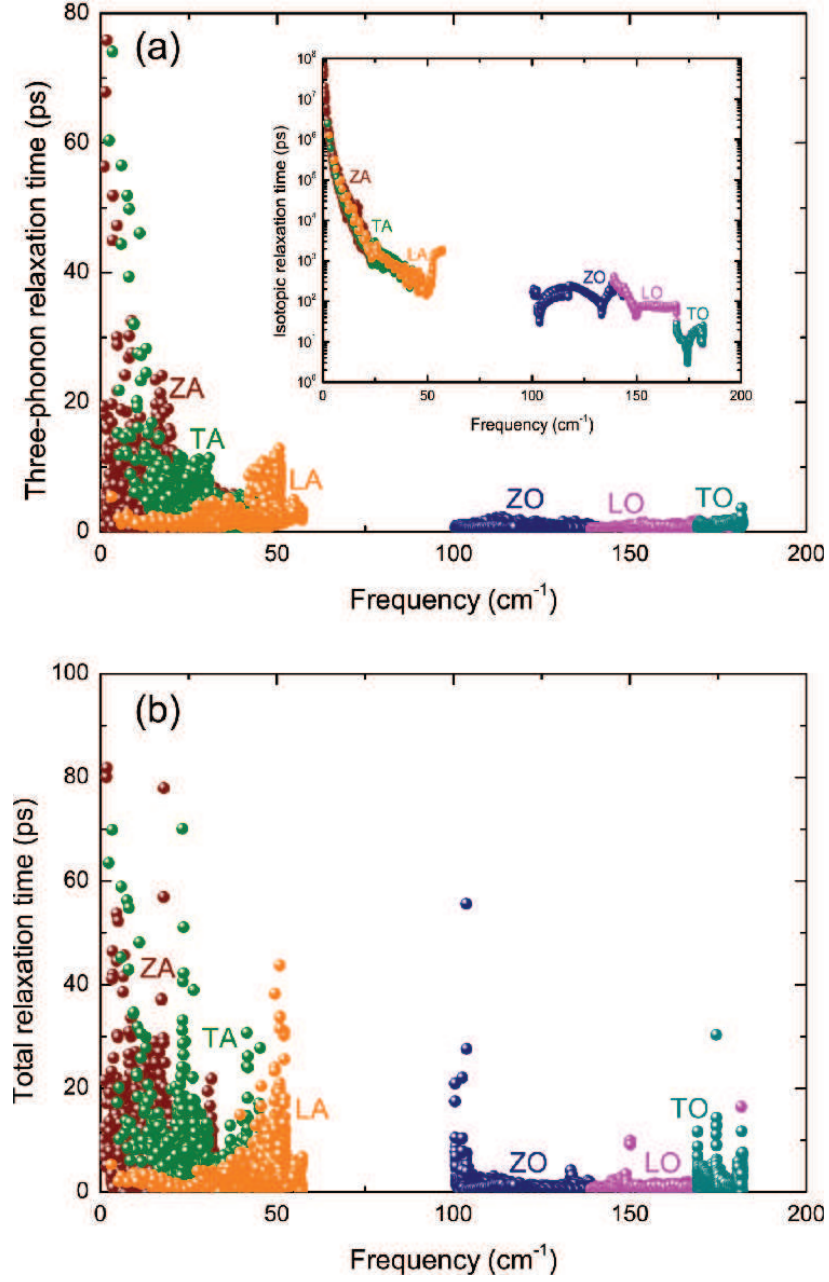 (a)
Three-phonon relaxation time (ps)
80
60
40
20
0
ZA
TA
LA
ZO
LO
TO
0
50
100
150
200
Frequency (cm⁻¹)
Isotopic relaxation time (ps)
10⁸
10⁷
10⁶
10⁵
10⁴
10³
10²
10¹
10⁰
ZA
TA
LA
ZO
LO
TO
0
50
100
150
200
Frequency (cm⁻¹)
(b)
Total relaxation time (ps)
100
80
60
40
20
0
ZA
TA
LA
ZO
LO
TO
0
50
100
150
200
Frequency (cm⁻¹)